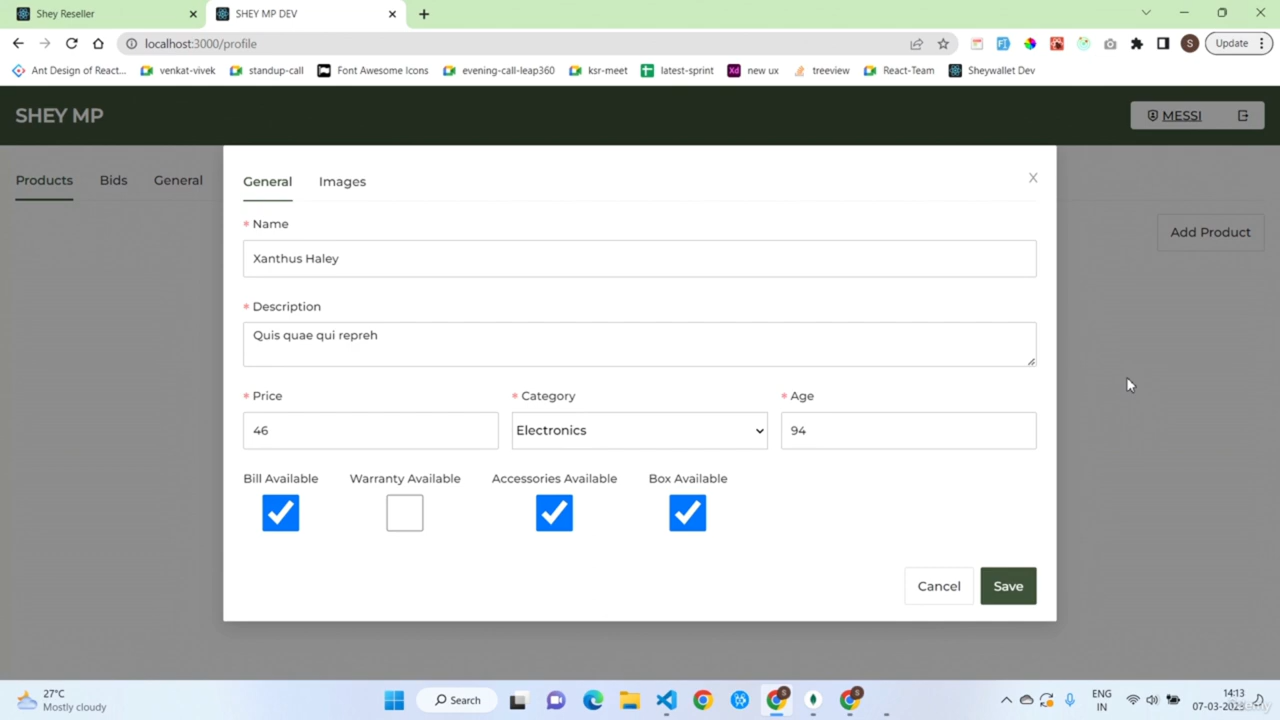 Shey Reseller
SHEY MP DEV
localhost:3000/profile
S
Update
Ant Design of React...
venkat-vivek
standup-call
Font Awesome Icons
evening-call-leap360
ksr-meet
latest-sprint
Xd new ux
treeview
React-Team
Sheywallet Dev
SHEY MP
MESSI
Products
Bids
General
General
Images
X
Add Product
* Name
Xanthus Haley
* Description
Quis quae qui repreh
* Price
* Category
* Age
46
Electronics
94
Bill Available
Warranty Available
Accessories Available
Box Available
Cancel
Save
27°C
Mostly cloudy
Search
ENG
IN
14:13
07-03-2023